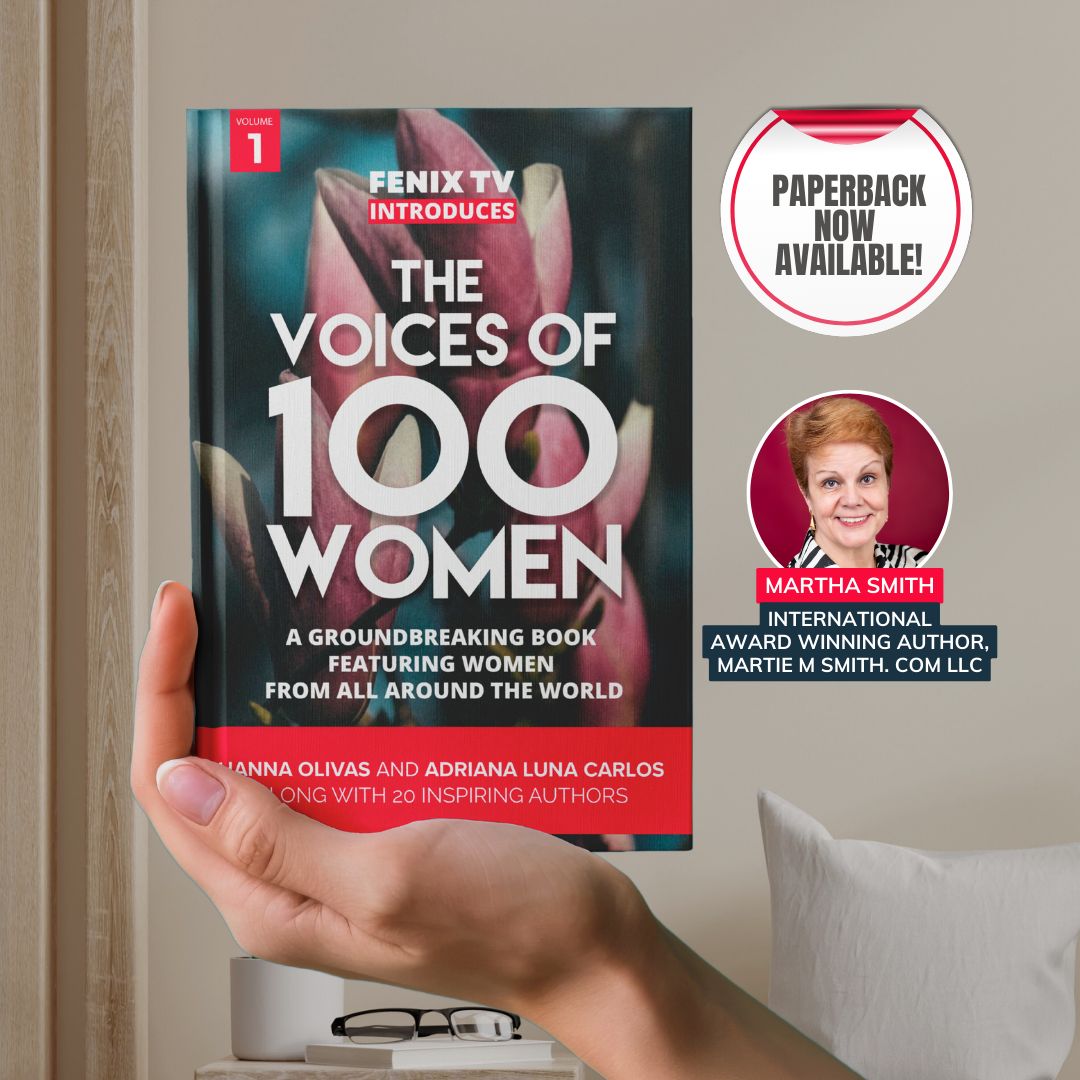 VOLUME
1
FENIX TV
INTRODUCES
THE
VOICES OF
100
WOMEN
A GROUNDBREAKING BOOK
FEATURING WOMEN
FROM ALL AROUND THE WORLD
OLIVAS AND ADRIANA LUNA CARLOS
WITH 20 INSPIRING AUTHORS
PAPERBACK
NOW
AVAILABLE!
MARTHA SMITH
INTERNATIONAL
AWARD WINNING AUTHOR,
MARTIE M SMITH. COM LLC